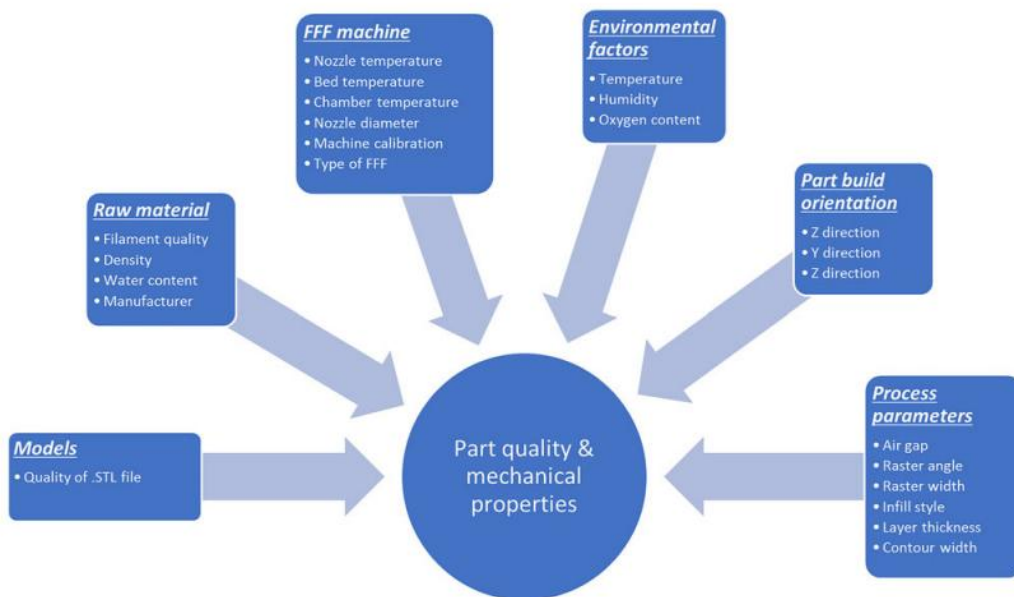 FFF machine
• Nozzle temperature
• Bed temperature
• Chamber temperature
• Nozzle diameter
• Machine calibration
• Type of FFF
Environmental
factors
• Temperature
• Humidity
• Oxygen content
Raw material
• Filament quality
• Density
• Water content
• Manufacturer
Part build
orientation
• Z direction
• Y direction
• Z direction
Models
• Quality of .STL file
Part quality &
mechanical
properties
Process
parameters
• Air gap
• Raster angle
• Raster width
• Infill style
• Layer thickness
• Contour width